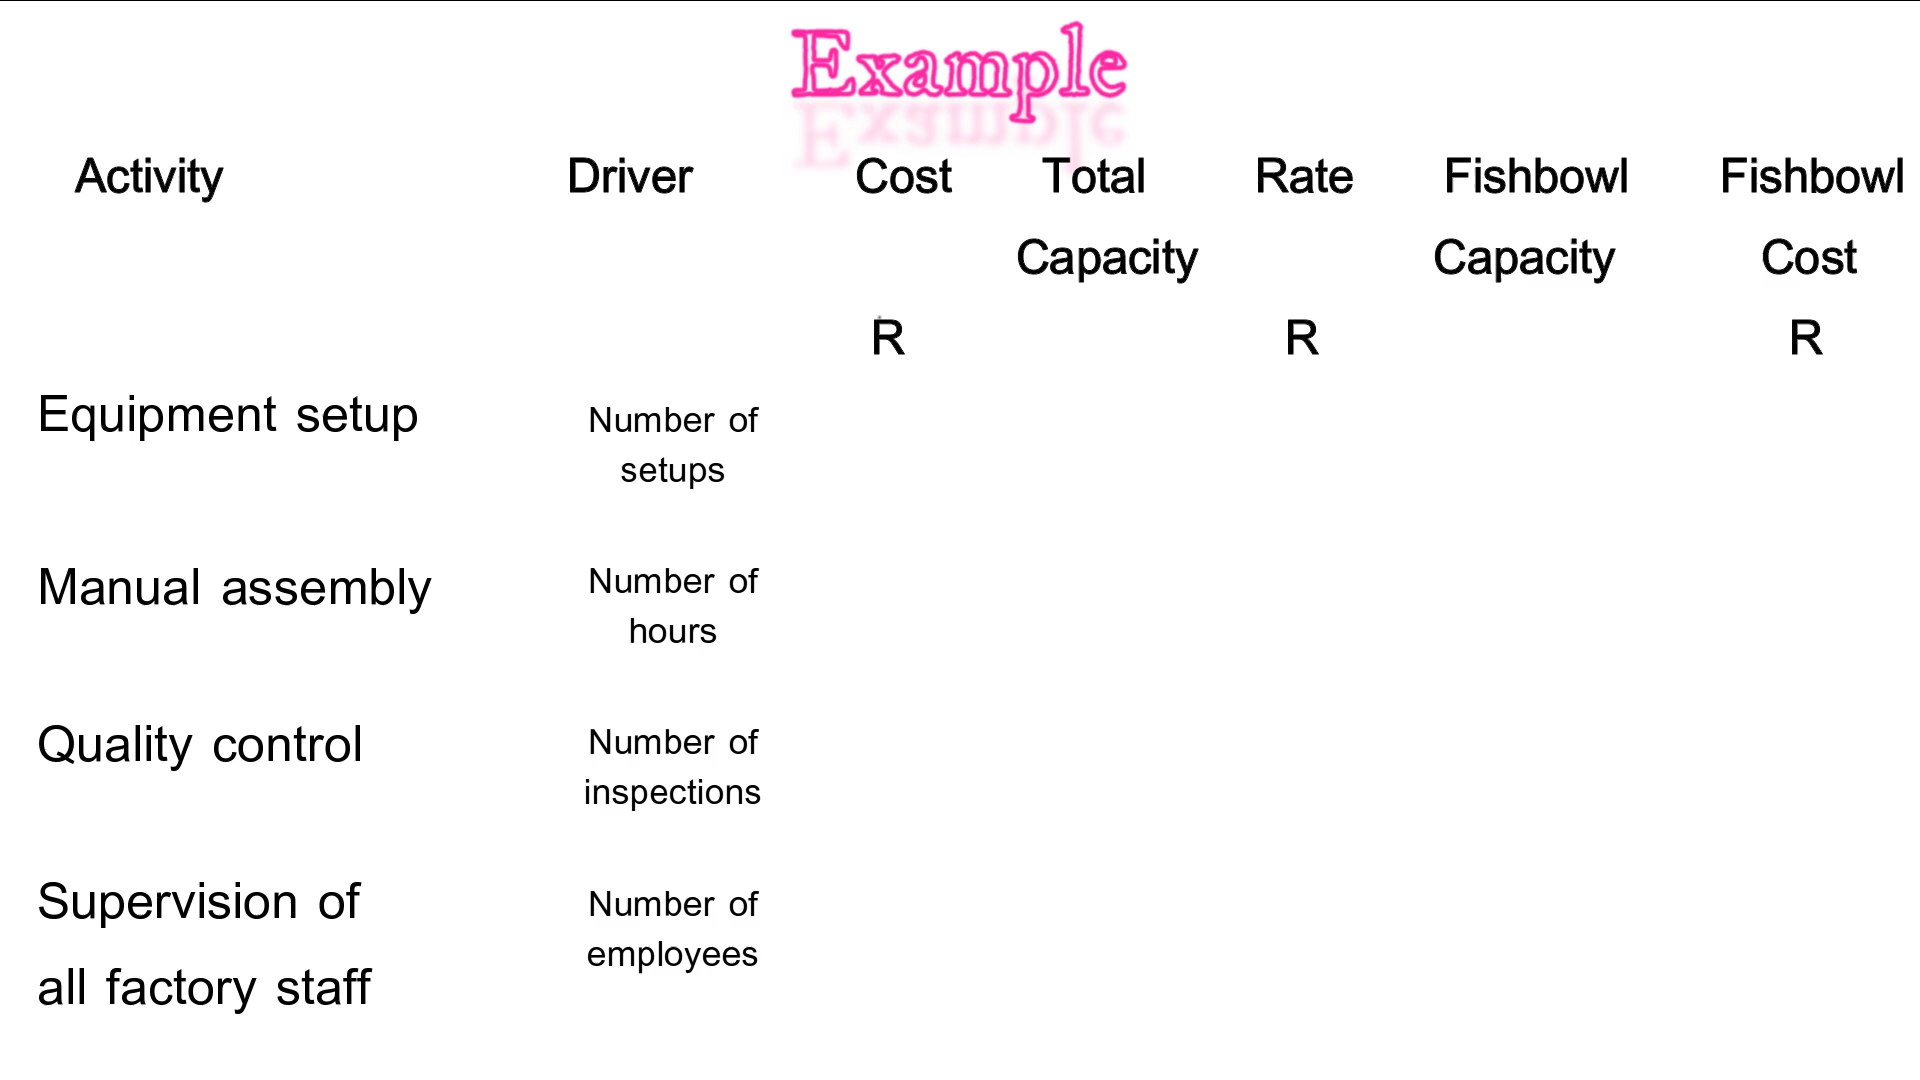 Example
Activity Driver Cost Total Rate Fishbowl Fishbowl
Capacity Capacity Cost
R R R
Equipment setup Number of
setups
Manual assembly Number of
hours
Quality control Number of
inspections
Supervision of Number of
employees
all factory staff